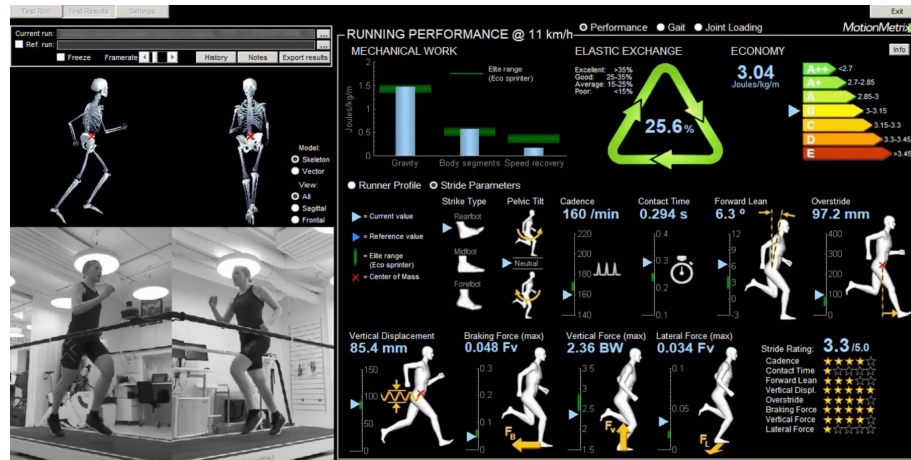 Test Run
Test Results
Settings
Exit
Current run:
...
Ref. run:
...
Freeze
Framerate
History
Notes
Export results
RUNNING PERFORMANCE @ 11 km/h
Performance
Gait
Joint Loading
MotionMetrix
Info
MECHANICAL WORK
Joules/kg/m
2
1.5
1
0.5
0
Elite range
(Eco sprinter)
Gravity
Body segments
Speed recovery
ELASTIC EXCHANGE
Excellent: >35%
Good: 25-35%
Average: 15-25%
Poor: <15%
25.6 %
ECONOMY
3.04
Joules/kg/m
A++ <2.7
A+ 2.7-2.85
A 2.85-3
B 3-3.15
C 3.15-3.3
D 3.3-3.45
E >3.45
Model:
Skeleton
Vector
View:
All
Sagittal
Frontal
Runner Profile
Stride Parameters
= Current value
= Reference value
= Elite range
(Eco sprinter)
= Center of Mass
Strike Type
Rearfoot
Midfoot
Forefoot
Pelvic Tilt
Neutral
Cadence
160 /min
220
200
180
160
140
Contact Time
0.294 s
0.4
0.3
0.2
0.1
Forward Lean
6.3 º
12
9
6
3
0
-3
Overstride
97.2 mm
400
300
200
100
0
Vertical Displacement
85.4 mm
150
100
50
0
Braking Force (max)
0.048 Fv
0.3
0.2
0.1
0
FB
Vertical Force (max)
2.36 BW
3.5
3
2.5
2
1.5
Fv
Lateral Force (max)
0.034 Fv
0.1
0.05
0
FL
Stride Rating: 3.3 /5.0
Cadence
Contact Time
Forward Lean
Vertical Displ.
Overstride
Braking Force
Vertical Force
Lateral Force